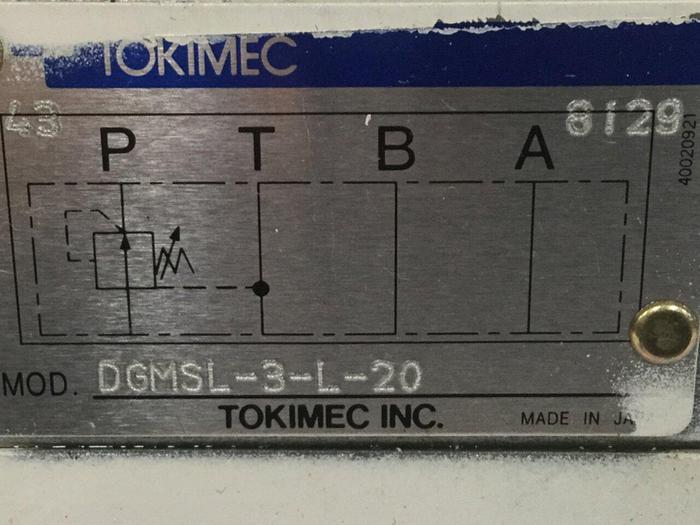 TOKIMEC
43 8129
P T B A
40020921
MOD. DGMSL-3-L-20
TOKIMEC INC.
MADE IN JA